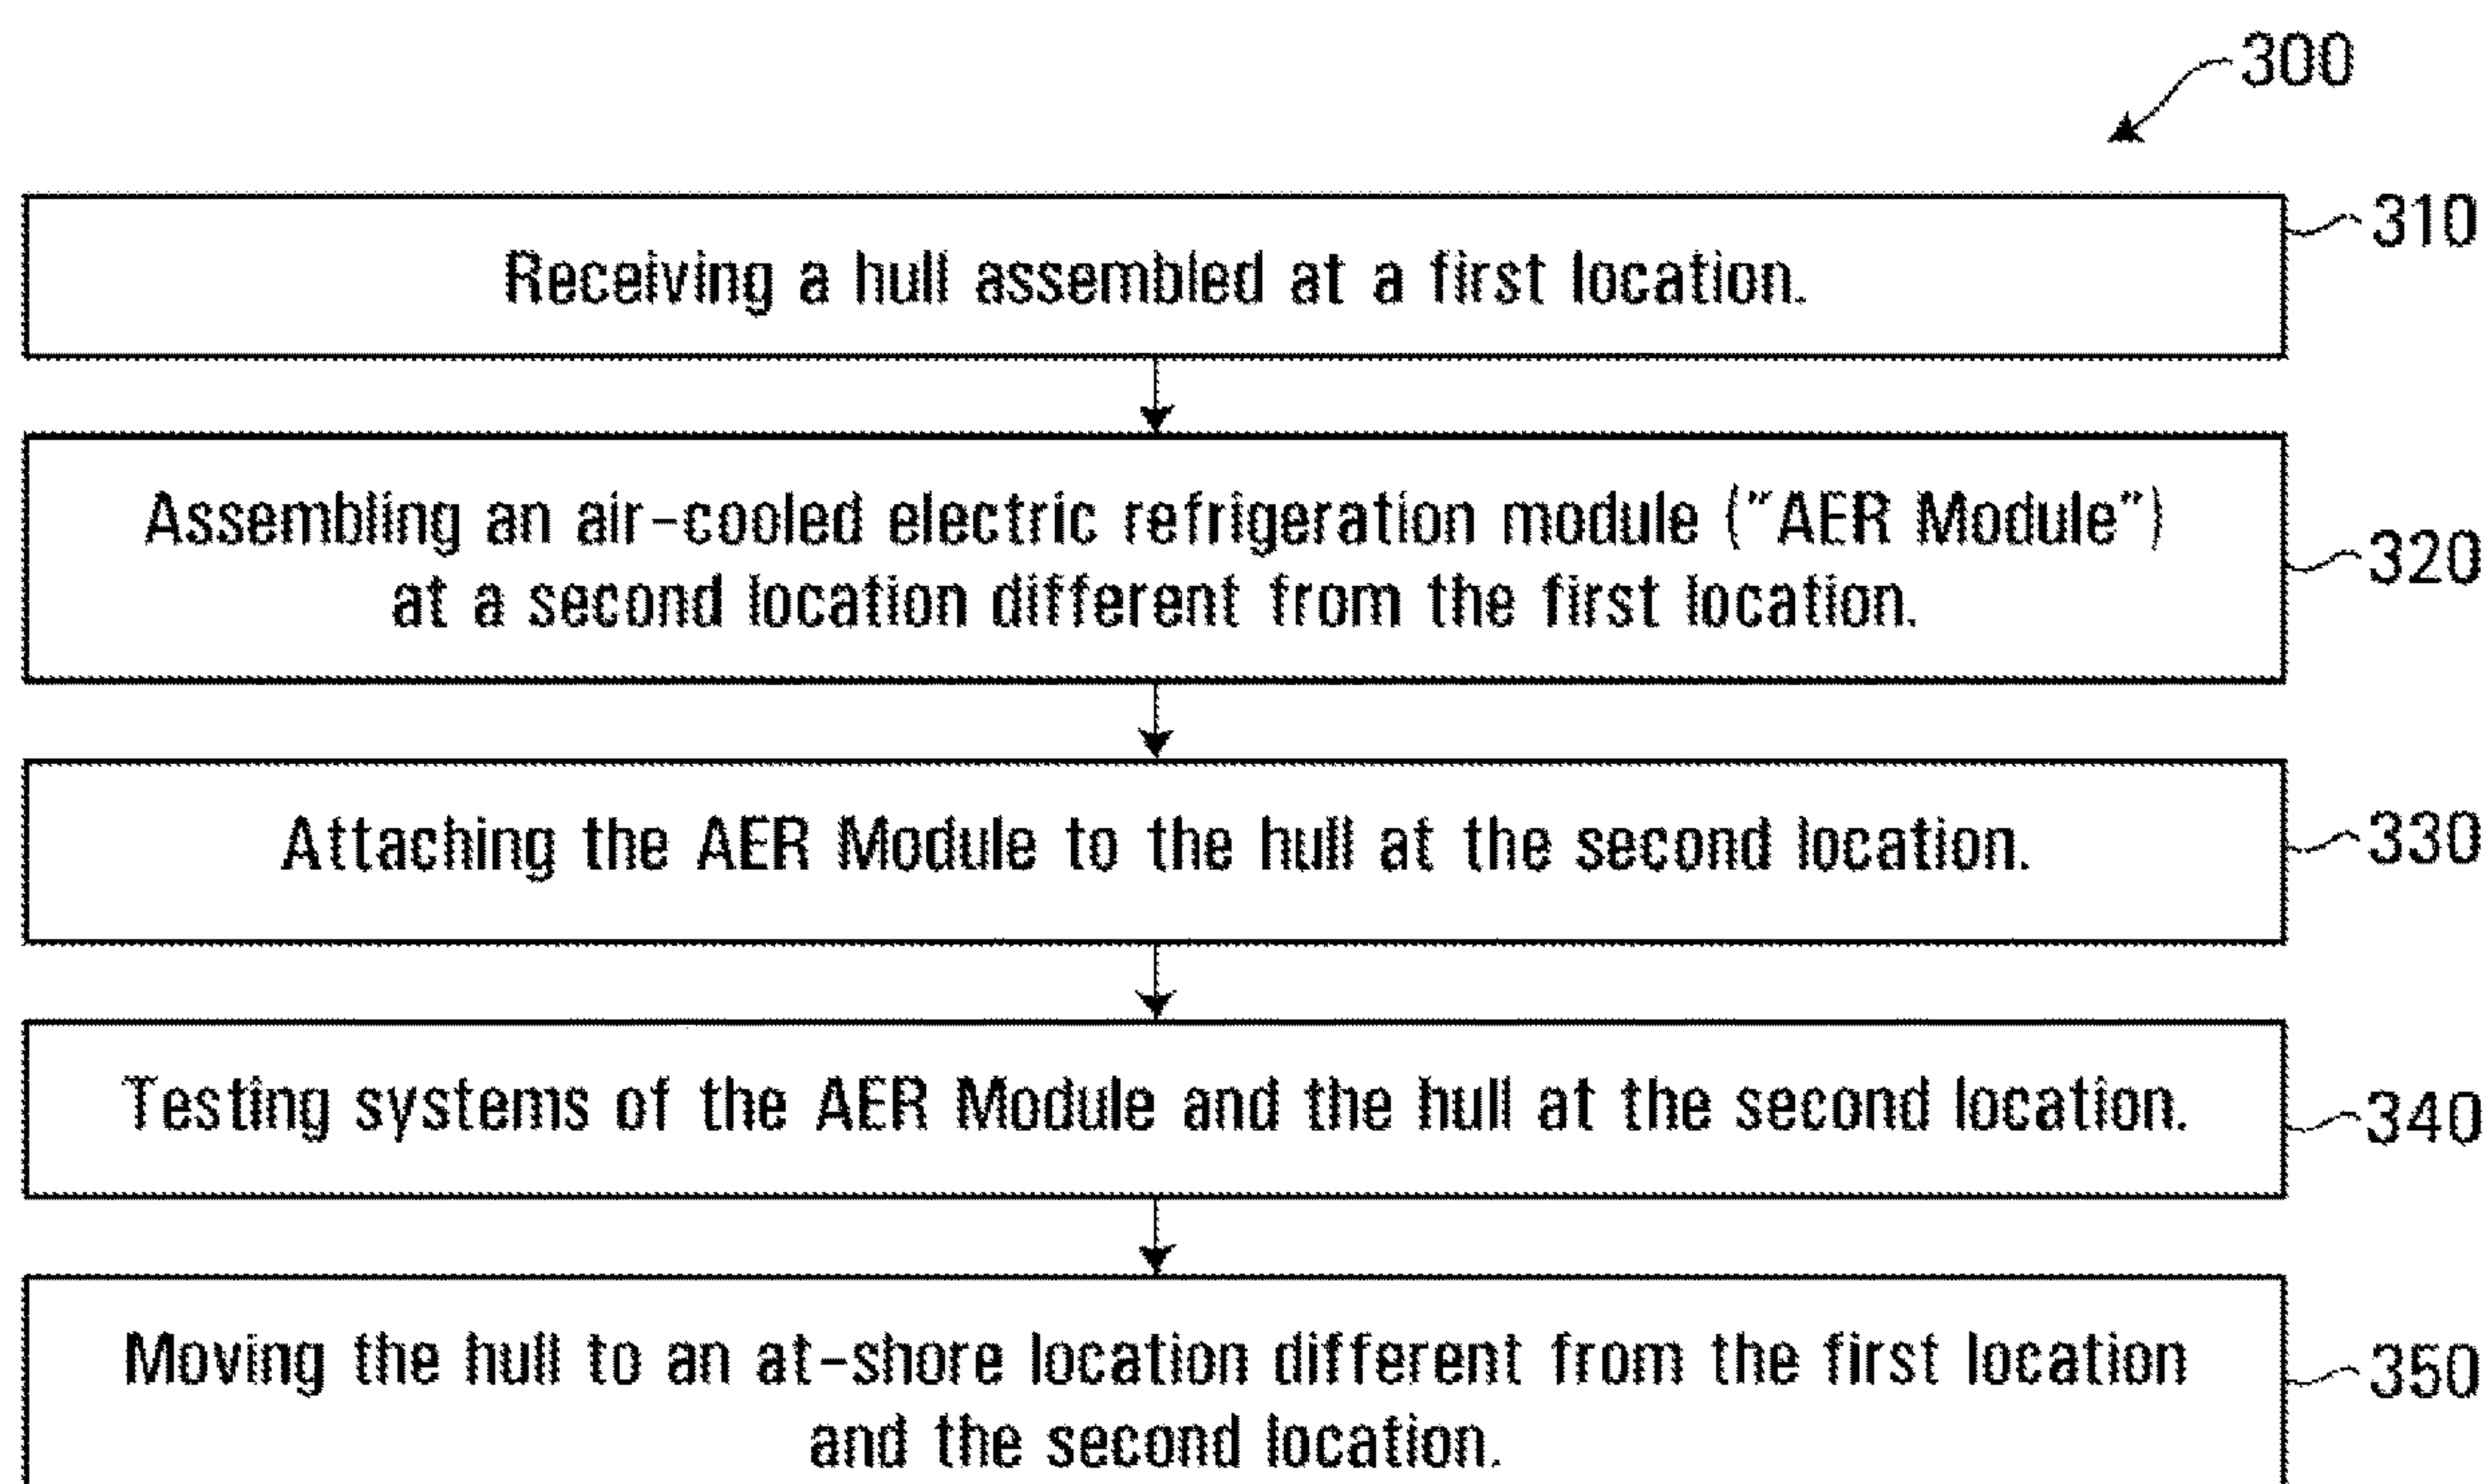 300
310
Receiving a hull assembled at a first location.
Assembling an air-cooled electric refrigeration module ("AER Module")
320
at a second location different from the first location.
Attaching the AER Module to the hull at the second location.
330
Testing systems of the AER Module and the hull at the second location.
340
Moving the hull to an at-shore location different from the first location
350
and the second location.